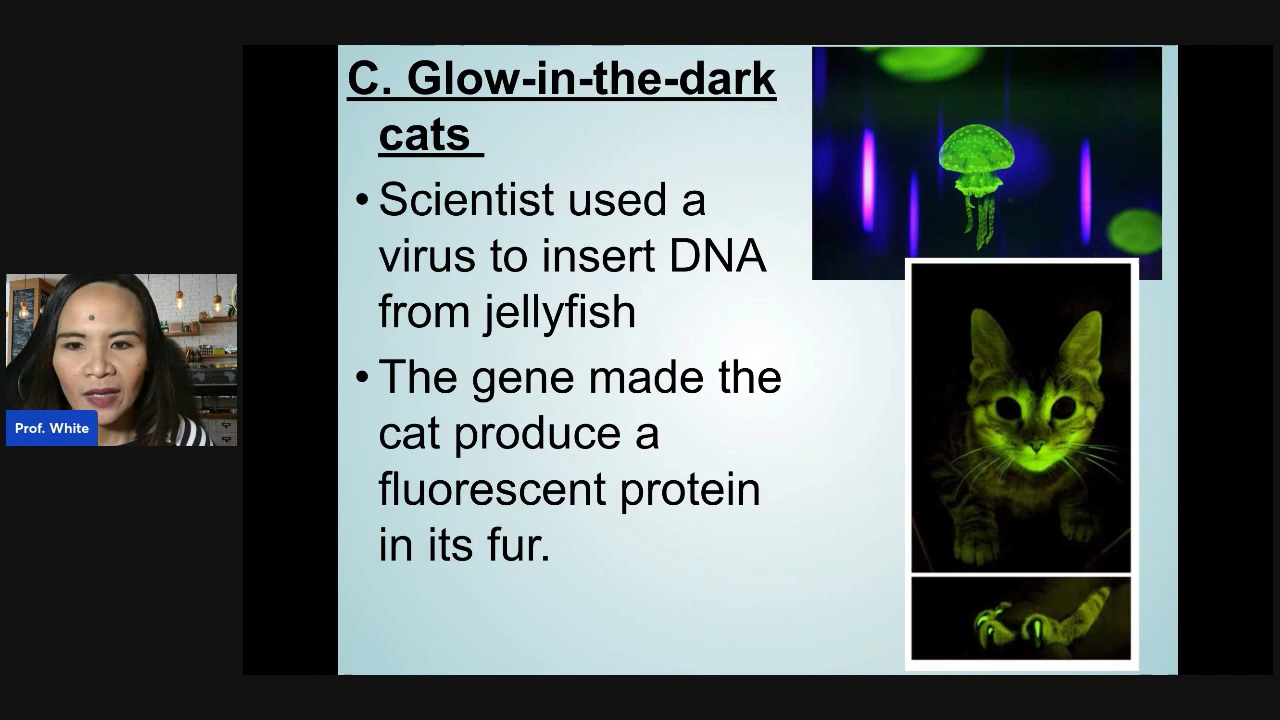 C. Glow-in-the-dark
cats
• Scientist used a
virus to insert DNA
from jellyfish
• The gene made the
cat produce a
fluorescent protein
in its fur.
Prof. White